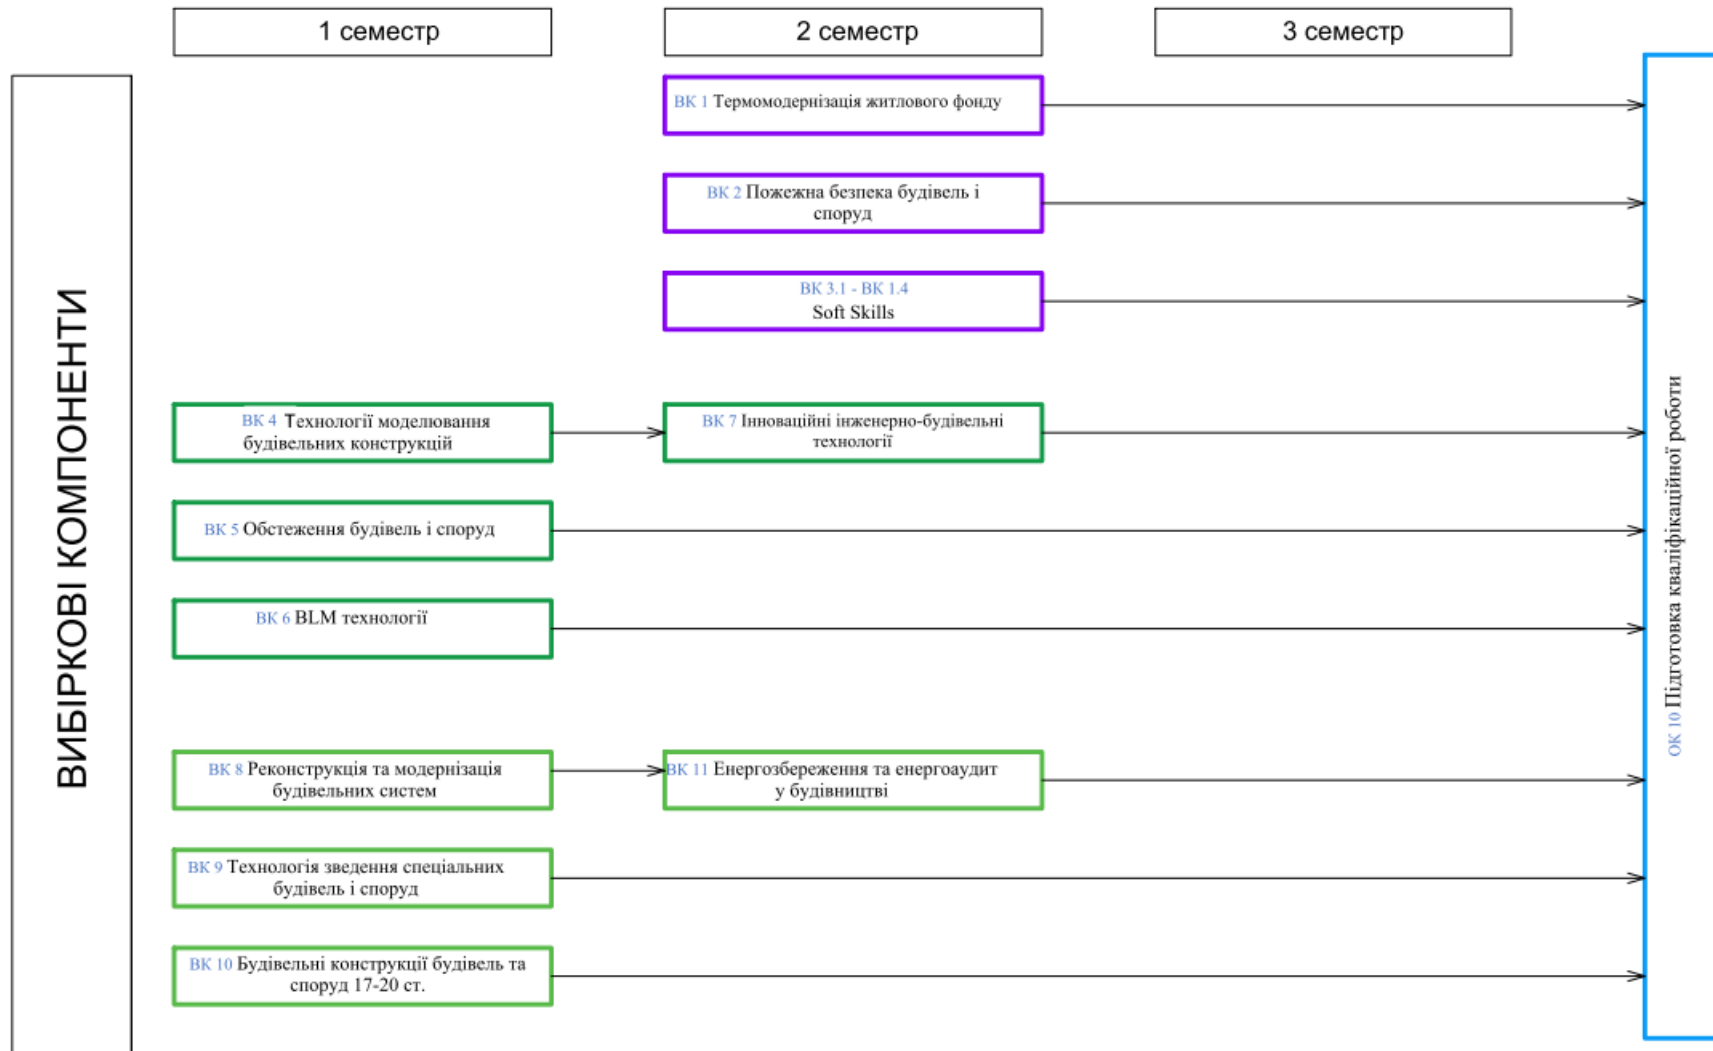 1 семестр
2 семестр
3 семестр
ВИБІРКОВІ КОМПОНЕНТИ
ВК 1 Термомодернізація житлового фонду
ВК 2 Пожежна безпека будівель і
споруд
ВК 3.1 - ВК 1.4
Soft Skills
ВК 4 Технології моделювання
будівельних конструкцій
ВК 7 Інноваційні інженерно-будівельні
технології
ВК 5 Обстеження будівель і споруд
ВК 6 BLM технології
ВК 8 Реконструкція та модернізація
будівельних систем
ВК 11 Енергозбереження та енергоаудит
у будівництві
ВК 9 Технологія зведення спеціальних
будівель і споруд
ВК 10 Будівельні конструкції будівель та
споруд 17-20 ст.
ОК 10 Підготовка кваліфікаційної роботи